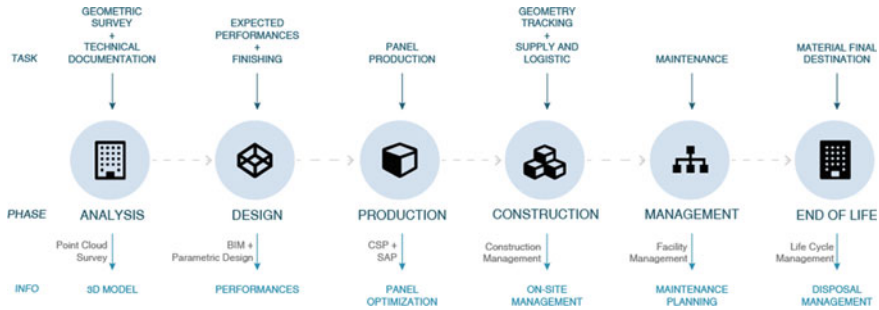 TASK
GEOMETRIC
SURVEY
+
TECHNICAL
DOCUMENTATION
EXPECTED
PERFORMANCES
+
FINISHING
PANEL
PRODUCTION
GEOMETRY
TRACKING
+
SUPPLY AND
LOGISTIC
MAINTENANCE
MATERIAL FINAL
DESTINATION
PHASE
ANALYSIS
DESIGN
PRODUCTION
CONSTRUCTION
MANAGEMENT
END OF LIFE
Point Cloud
Survey
BIM +
Parametric Design
CSP +
SAP
Construction
Management
Facility
Management
Life Cycle
Management
INFO
3D MODEL
PERFORMANCES
PANEL
OPTIMIZATION
ON-SITE
MANAGEMENT
MAINTENANCE
PLANNING
DISPOSAL
MANAGEMENT